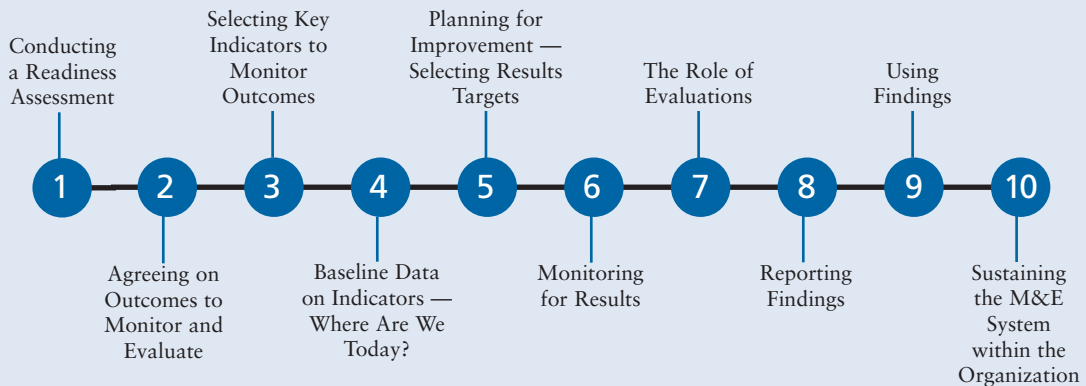 Conducting
a Readiness
Assessment
1
Agreeing on
Outcomes to
Monitor and
Evaluate
2
Selecting Key
Indicators to
Monitor
Outcomes
3
Baseline Data
on Indicators —
Where Are We
Today?
4
Planning for
Improvement —
Selecting Results
Targets
5
Monitoring
for Results
6
The Role of
Evaluations
7
Reporting
Findings
8
Using
Findings
9
Sustaining
the M&E
System
within the
Organization
10